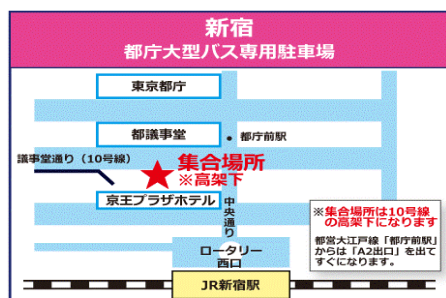 新宿
都庁大型バス専用駐車場
東京都庁
都議事堂
都庁前駅
議事堂通り（10号線）
集合場所
※高架下
京王プラザホテル
中央通り
※集合場所は10号線
の高架下になります
都営大江戸線「都庁前駅」
からは「A2出口」を出て
すぐになります。
ロータリー
西口
JR新宿駅